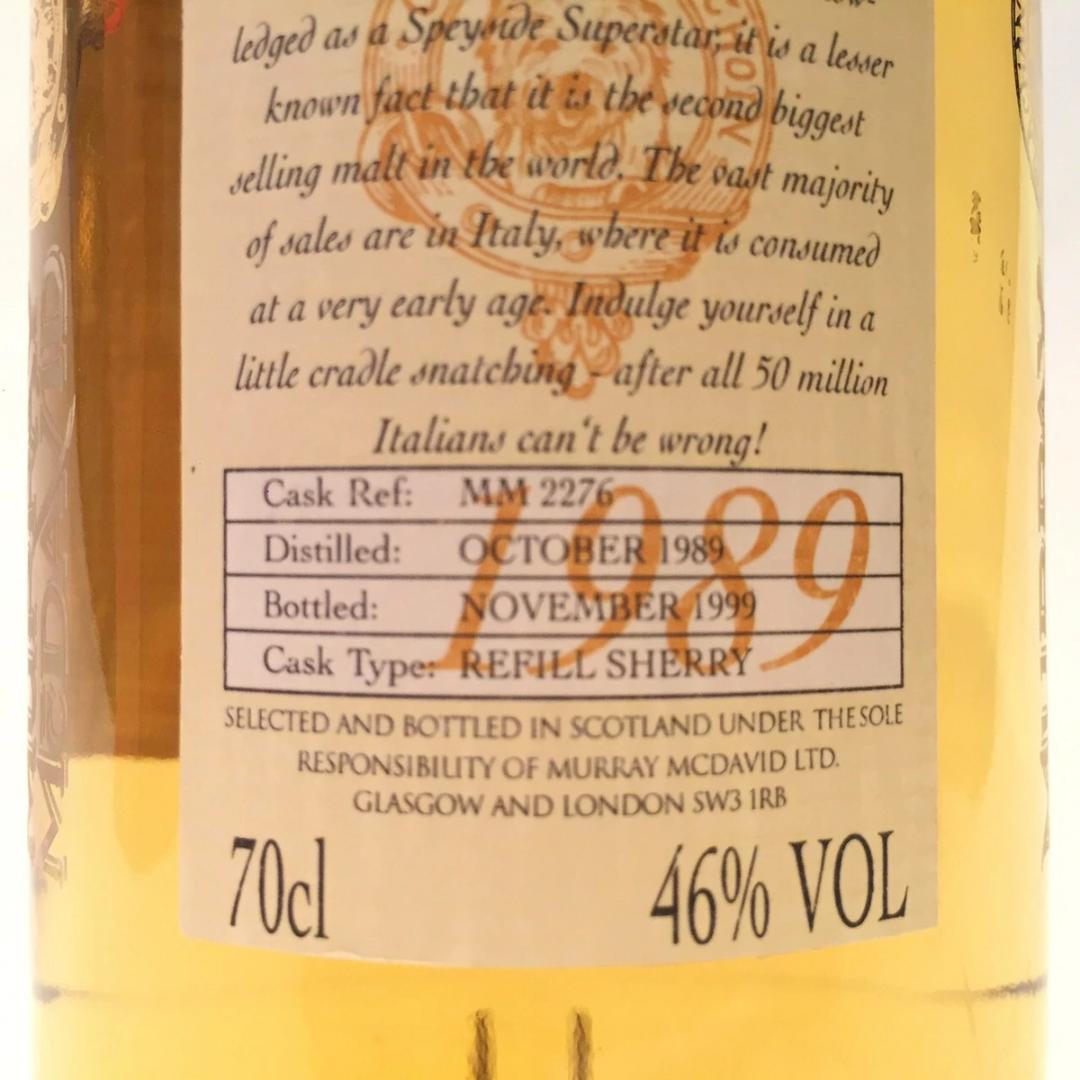 ledged as a Speyside Superstar, it is a lesser
known fact that it is the second biggest
selling malt in the world. The vast majority
of sales are in Italy, where it is consumed
at a very early age. Indulge yourself in a
little cradle snatching - after all 50 million
Italians can't be wrong!
Cask Ref: MM 2276
Distilled: OCTOBER 1989
Bottled: NOVEMBER 1999
Cask Type: REFILL SHERRY
1989
SELECTED AND BOTTLED IN SCOTLAND UNDER THE SOLE
RESPONSIBILITY OF MURRAY MCDAVID LTD.
GLASGOW AND LONDON SW3 1RB
70cl 46% VOL